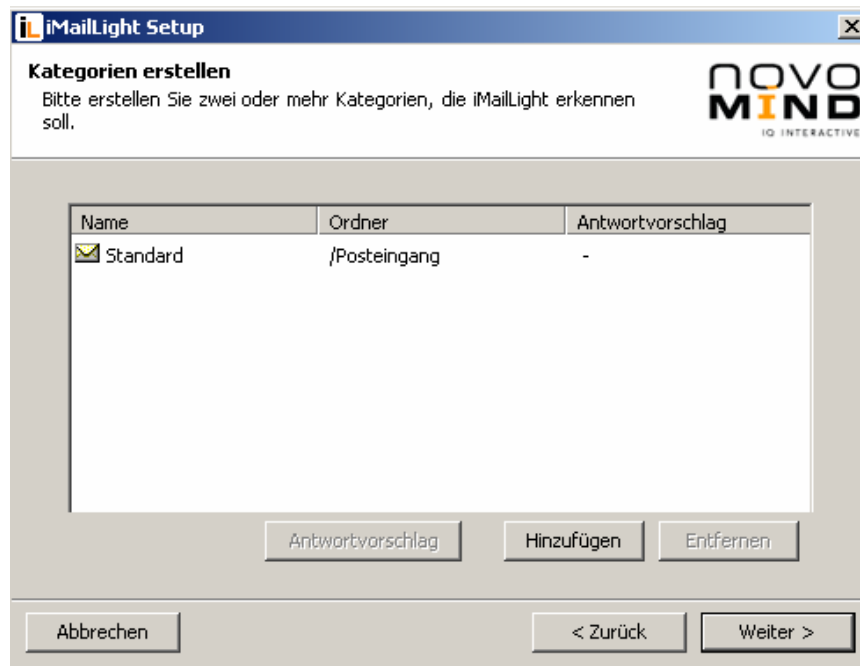 iL iMailLight Setup
Kategorien erstellen
Bitte erstellen Sie zwei oder mehr Kategorien, die iMailLight erkennen
soll.
novo
MIND
IQ INTERACTIVE
Name Ordner Antwortvorschlag
Standard /Posteingang -
Antwortvorschlag Hinzufügen Entfernen
Abbrechen < Zurück Weiter >